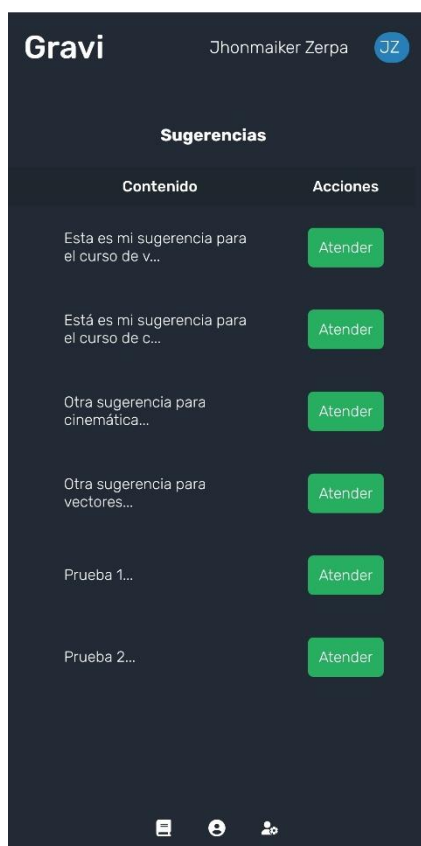 Gravi
Jhonmaiker Zerpa
JZ
Sugerencias
Contenido
Acciones
Esta es mi sugerencia para
el curso de v...
Atender
Está es mi sugerencia para
el curso de c...
Atender
Otra sugerencia para
cinemática...
Atender
Otra sugerencia para
vectores...
Atender
Prueba 1...
Atender
Prueba 2...
Atender